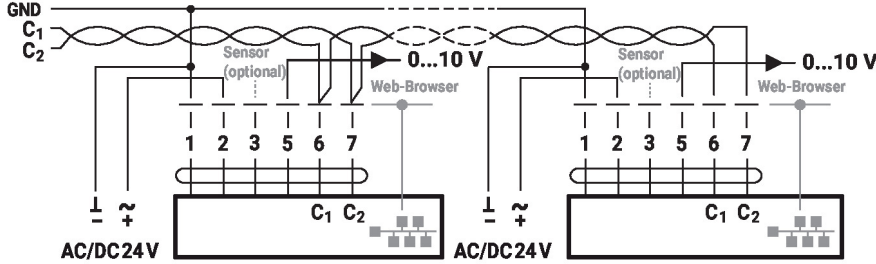 GND
C1
C2
Sensor
(optional)
0...10 V
Web-Browser
1 2 3 5 6 7
⊥ ~
– +
C1 C2
AC/DC 24 V
Sensor
(optional)
0...10 V
Web-Browser
1 2 3 5 6 7
⊥ ~
– +
C1 C2
AC/DC 24 V